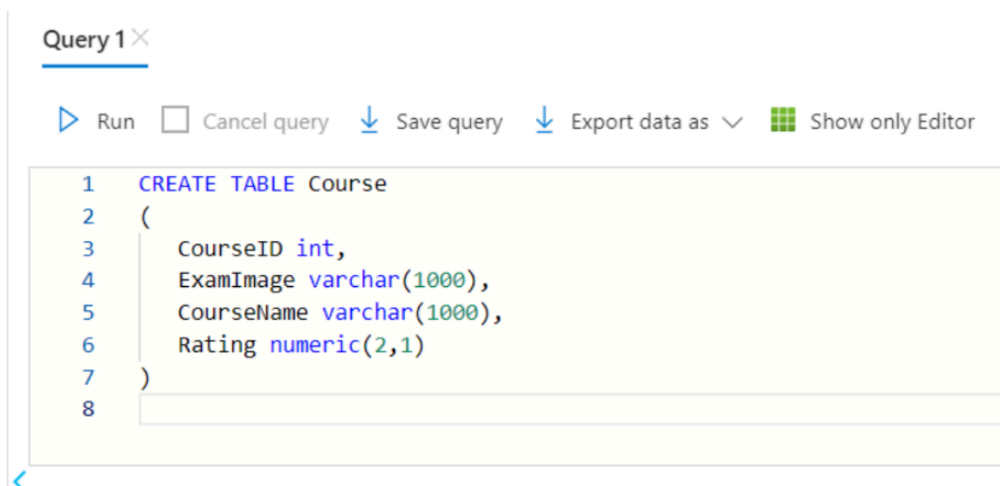 Query 1
Run Cancel query Save query Export data as Show only Editor
1 CREATE TABLE Course
2 (
3 CourseID int,
4 ExamImage varchar(1000),
5 CourseName varchar(1000),
6 Rating numeric(2,1)
7 )
8